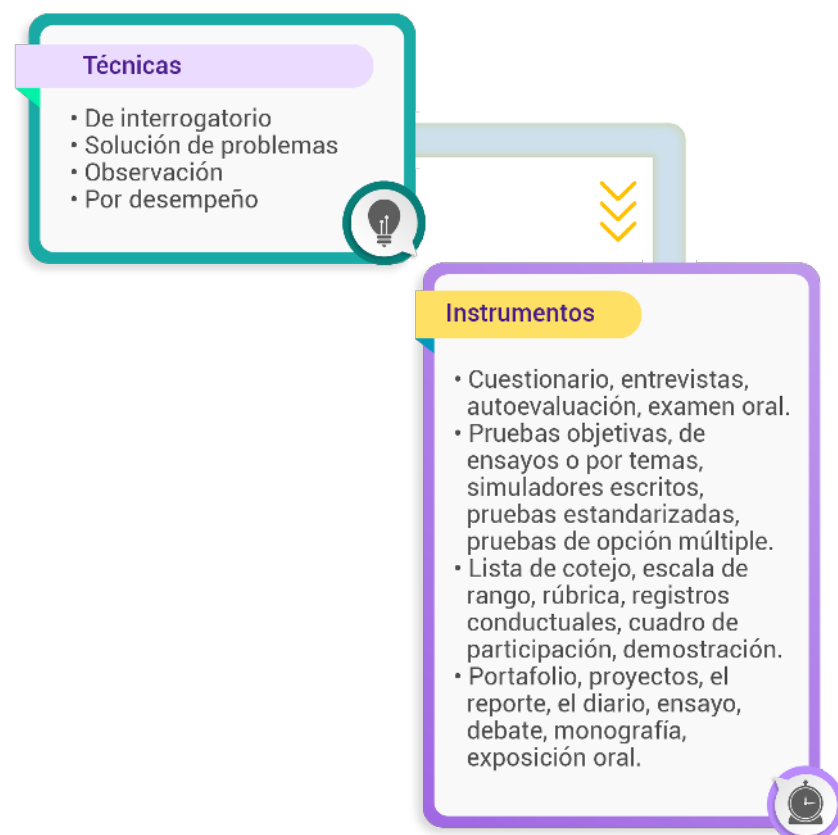 Técnicas
• De interrogatorio
• Solución de problemas
• Observación
• Por desempeño
Instrumentos
• Cuestionario, entrevistas,
autoevaluación, examen oral.
• Pruebas objetivas, de
ensayos o por temas,
simuladores escritos,
pruebas estandarizadas,
pruebas de opción múltiple.
• Lista de cotejo, escala de
rango, rúbrica, registros
conductuales, cuadro de
participación, demostración.
• Portafolio, proyectos, el
reporte, el diario, ensayo,
debate, monografía,
exposición oral.